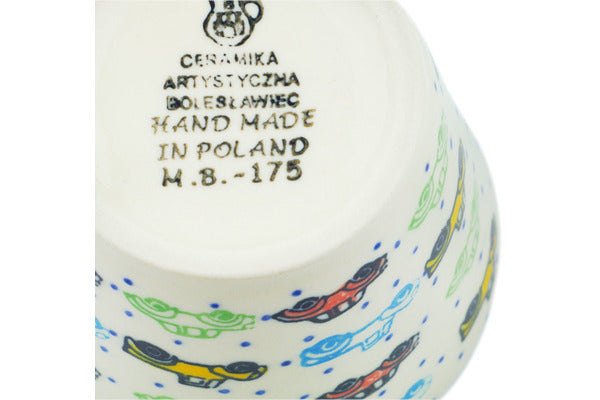 CERAMIKA
ARTYSTYCZNA
BOLESŁAWIEC
HAND MADE
IN POLAND
M.B.-175